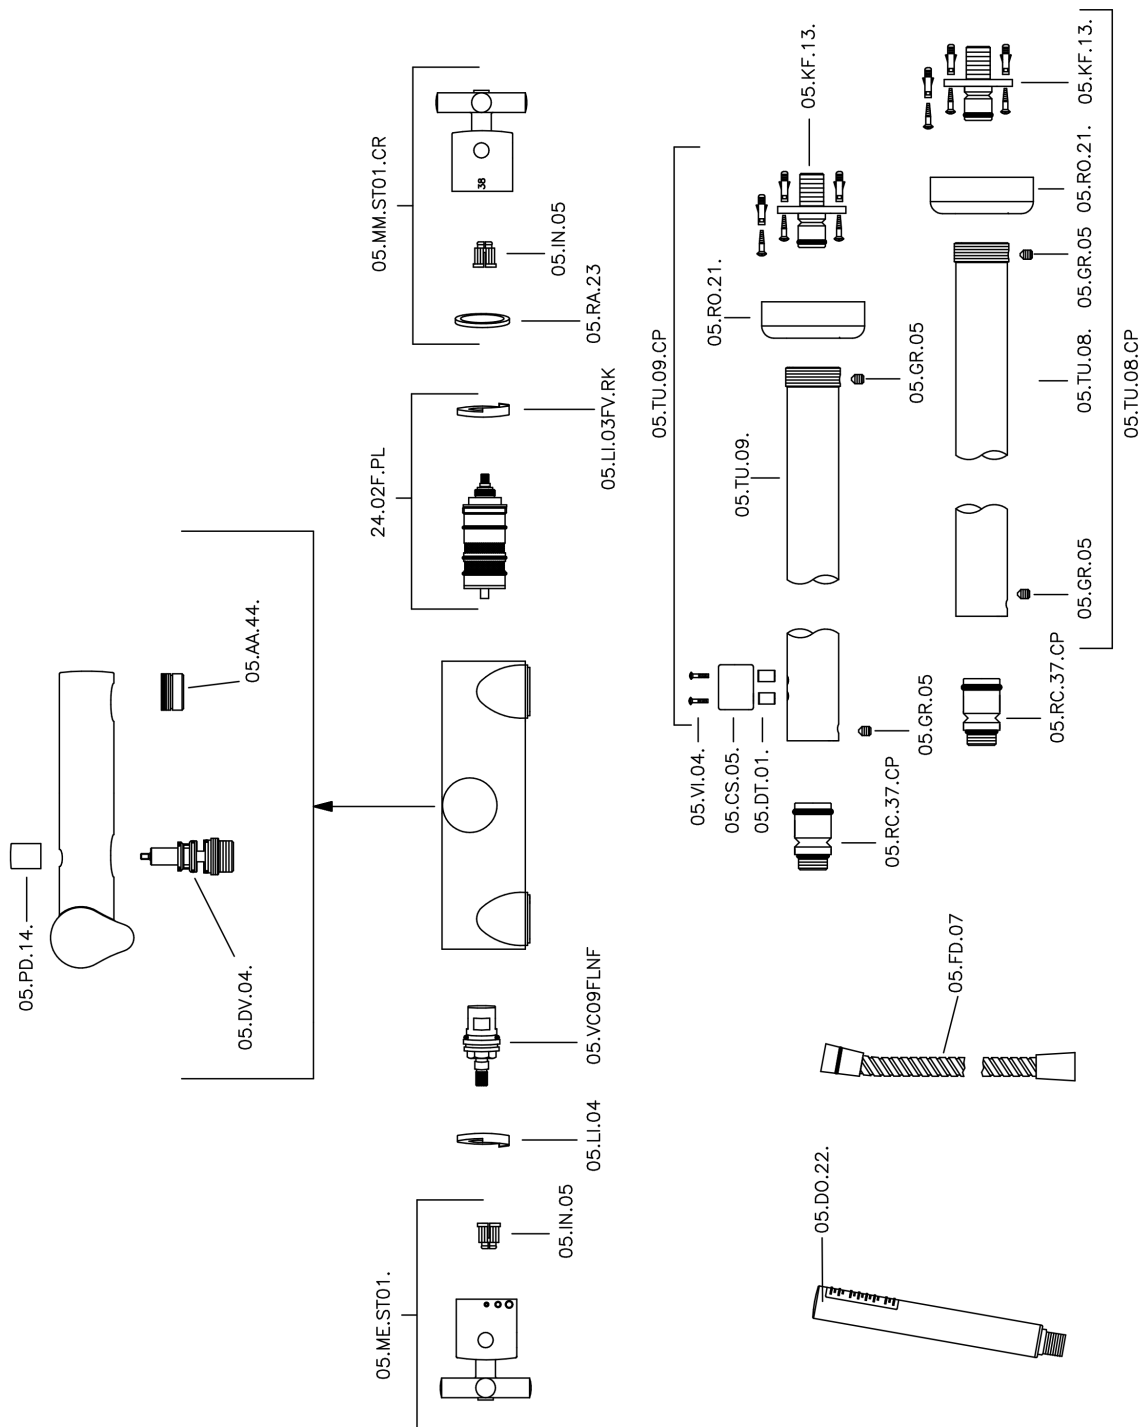 05.PD.14.
05.DV.04.
05.AA.44.
05.ME.ST01.
05.IN.05
05.LI.04
05.VC09FLNF
24.02F.PL
05.LI.03FV.RK
05.MM.ST01.CR
38
05.RA.23
05.IN.05
05.TU.09.CP
05.VI.04.
05.CS.05.
05.DT.01.
05.RC.37.CP
05.GR.05
05.TU.09.
05.RO.21.
05.GR.05
05.KF.13.
05.RC.37.CP
05.GR.05
05.TU.08.
05.GR.05
05.RO.21.
05.KF.13.
05.TU.08.CP
05.DO.22.
05.FD.07